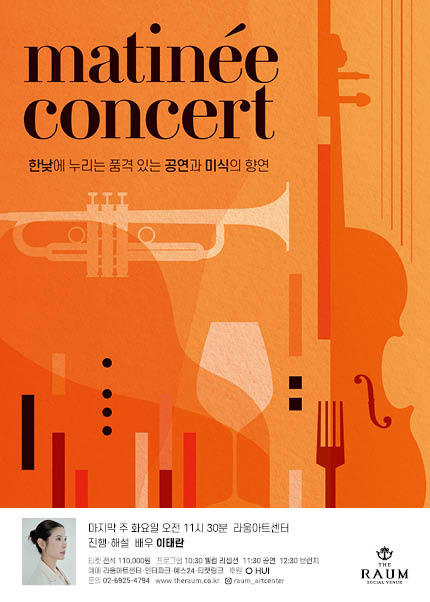 matinée
concert
한낮에 누리는 품격 있는 공연과 미식의 향연
마지막 주 화요일 오전 11시 30분 라움아트센터
진행·해설 배우 이태란
티켓 전석 110,000원 프로그램 10:30 웰컴 리셉션 11:30 공연 12:30 브런치
예매 라움아트센터·인터파크·예스24·티켓링크 후원 HUI
문의 02-6925-4794 www.theraum.co.kr raum_artcenter
THE
RAUM
SOCIAL VENUE